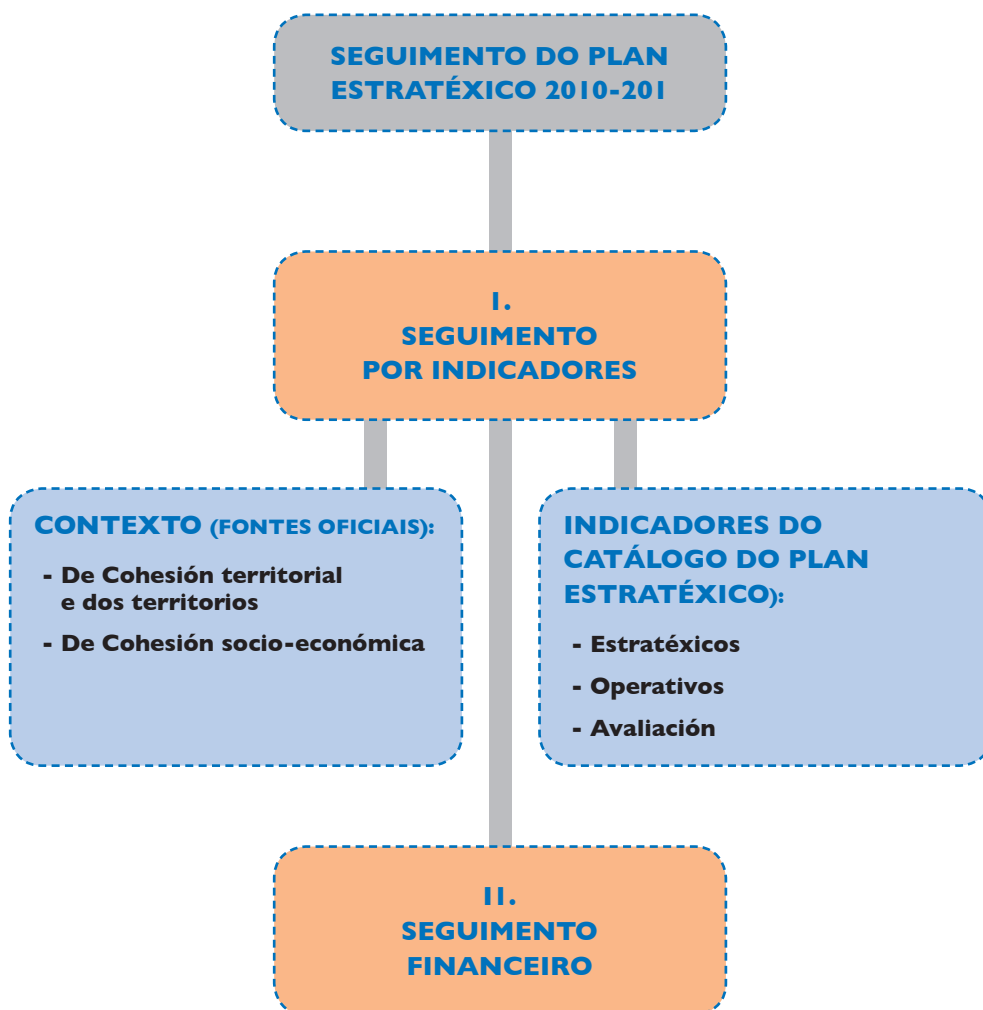 SEGUIMENTO DO PLAN
ESTRATÉXICO 2010-201
I.
SEGUIMENTO
POR INDICADORES
CONTEXTO (FONTES OFICIAIS):
- De Cohesión territorial
e dos territorios
- De Cohesión socio-económica
INDICADORES DO
CATÁLOGO DO PLAN
ESTRATÉXICO):
- Estratéxicos
- Operativos
- Avaliación
II.
SEGUIMENTO
FINANCEIRO